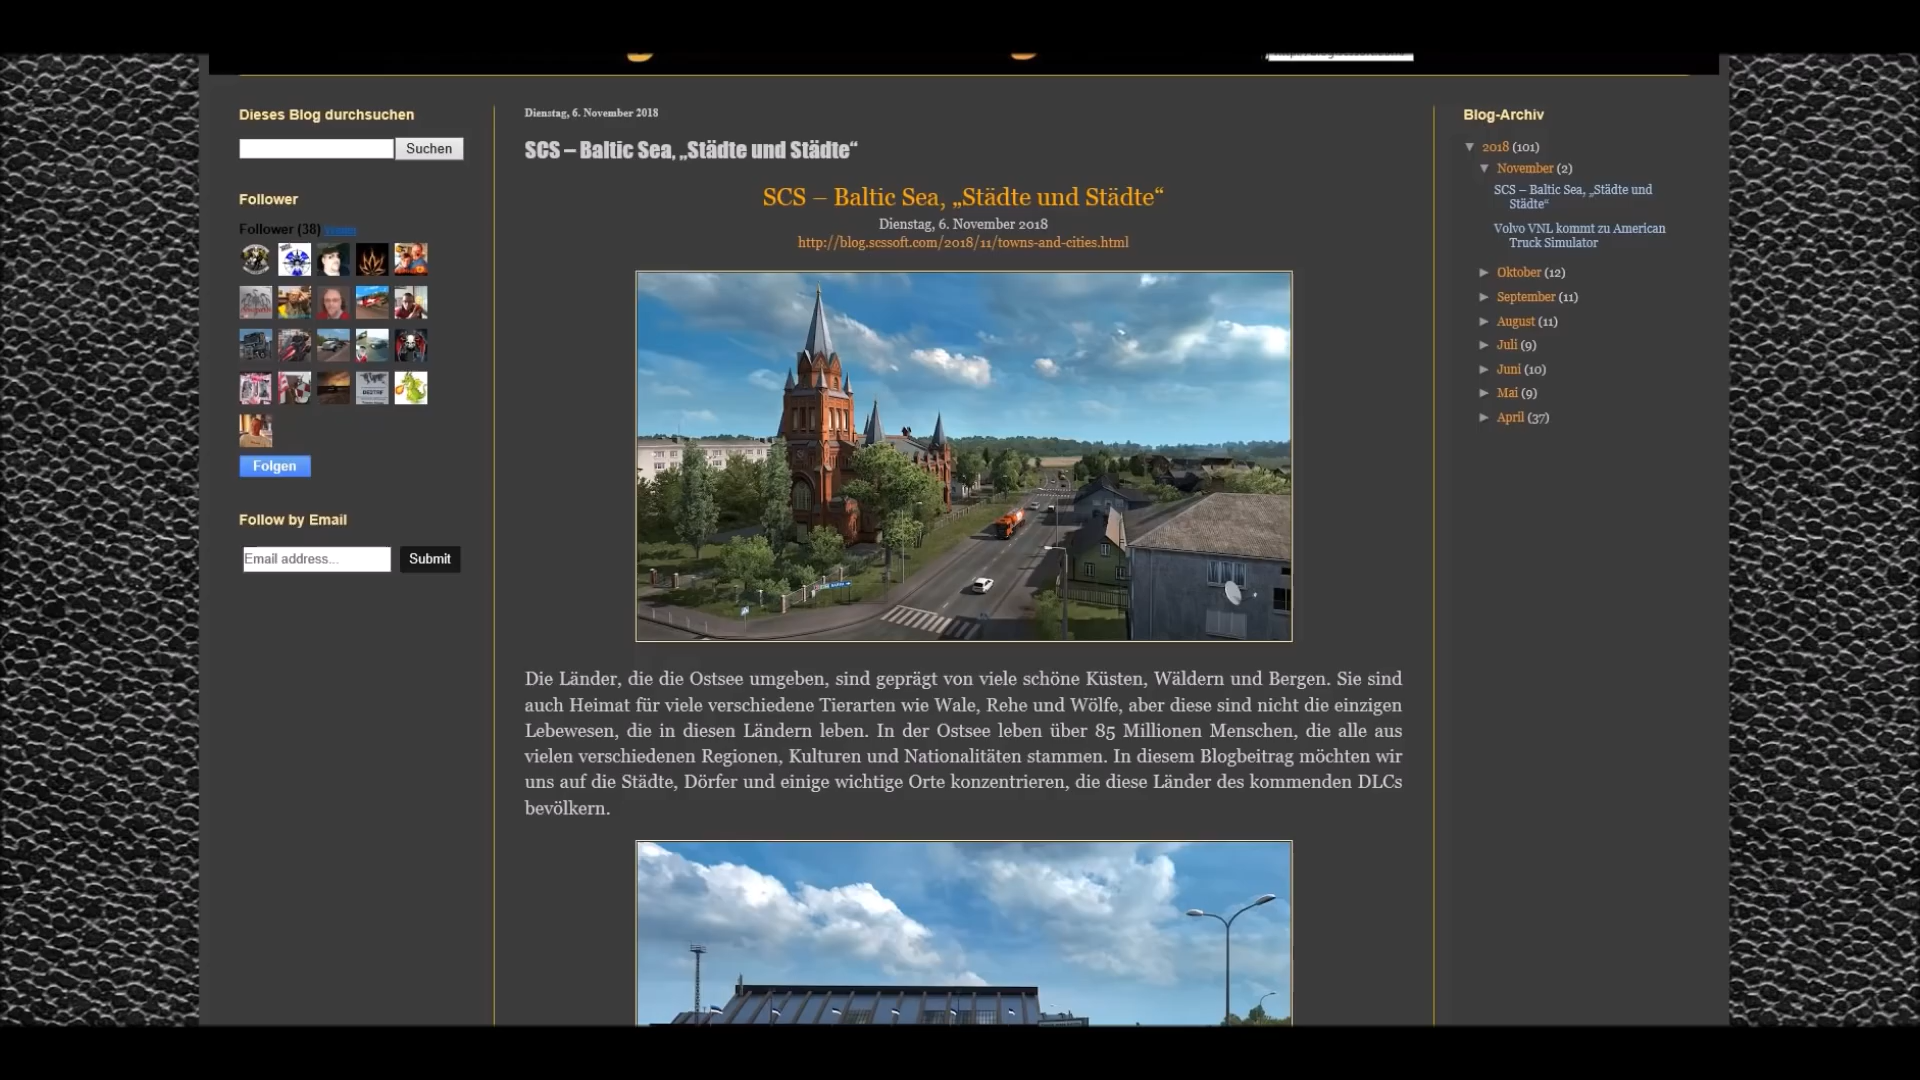 Dieses Blog durchsuchen
Suchen
Follower
Follower (38)
Folgen
Follow by Email
Email address...
Submit
Dienstag, 6. November 2018
SCS – Baltic Sea, „Städte und Städte“
SCS – Baltic Sea, „Städte und Städte“
Dienstag, 6. November 2018
http://blog.scssoft.com/2018/11/towns-and-cities.html
Die Länder, die die Ostsee umgeben, sind geprägt von viele schöne Küsten, Wäldern und Bergen. Sie sind
auch Heimat für viele verschiedene Tierarten wie Wale, Rehe und Wölfe, aber diese sind nicht die einzigen
Lebewesen, die in diesen Ländern leben. In der Ostsee leben über 85 Millionen Menschen, die alle aus
vielen verschiedenen Regionen, Kulturen und Nationalitäten stammen. In diesem Blogbeitrag möchten wir
uns auf die Städte, Dörfer und einige wichtige Orte konzentrieren, die diese Länder des kommenden DLCs
bevölkern.
Blog-Archiv
▼ 2018 (101)
▼ November (2)
SCS – Baltic Sea, „Städte und
Städte“
Volvo VNL kommt zu American
Truck Simulator
► Oktober (12)
► September (11)
► August (11)
► Juli (9)
► Juni (10)
► Mai (9)
► April (37)